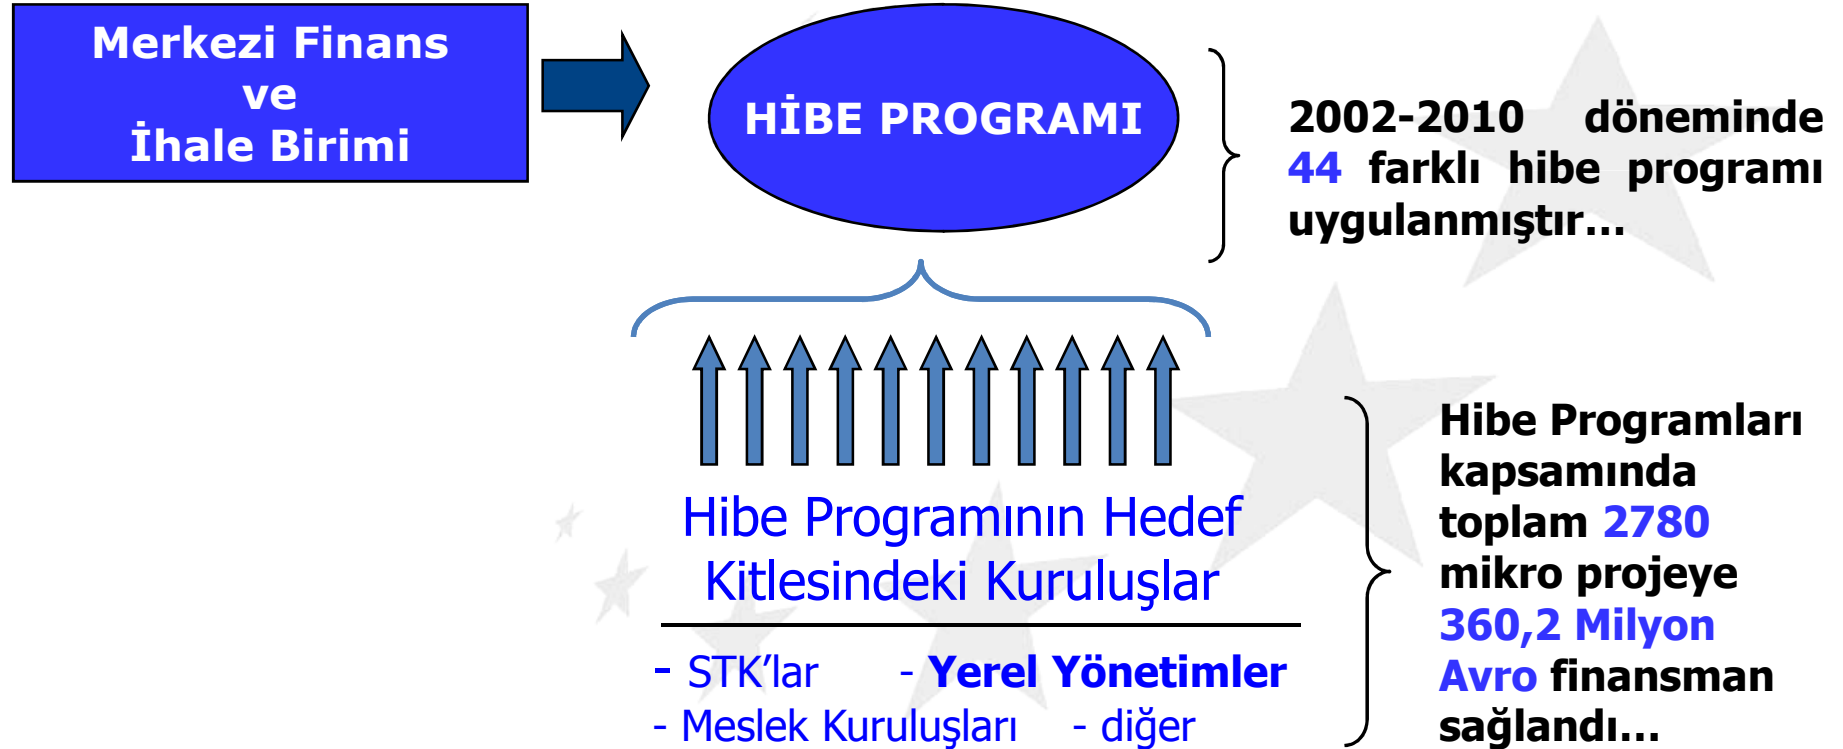 Merkezi Finans
ve
İhale Birimi
HİBE PROGRAMI
2002-2010 döneminde
44 farklı hibe programı
uygulanmıştır…
Hibe Programının Hedef
Kitlesindeki Kuruluşlar
- STK’lar - Yerel Yönetimler
- Meslek Kuruluşları - diğer
Hibe Programları
kapsamında
toplam 2780
mikro projeye
360,2 Milyon
Avro finansman
sağlandı…